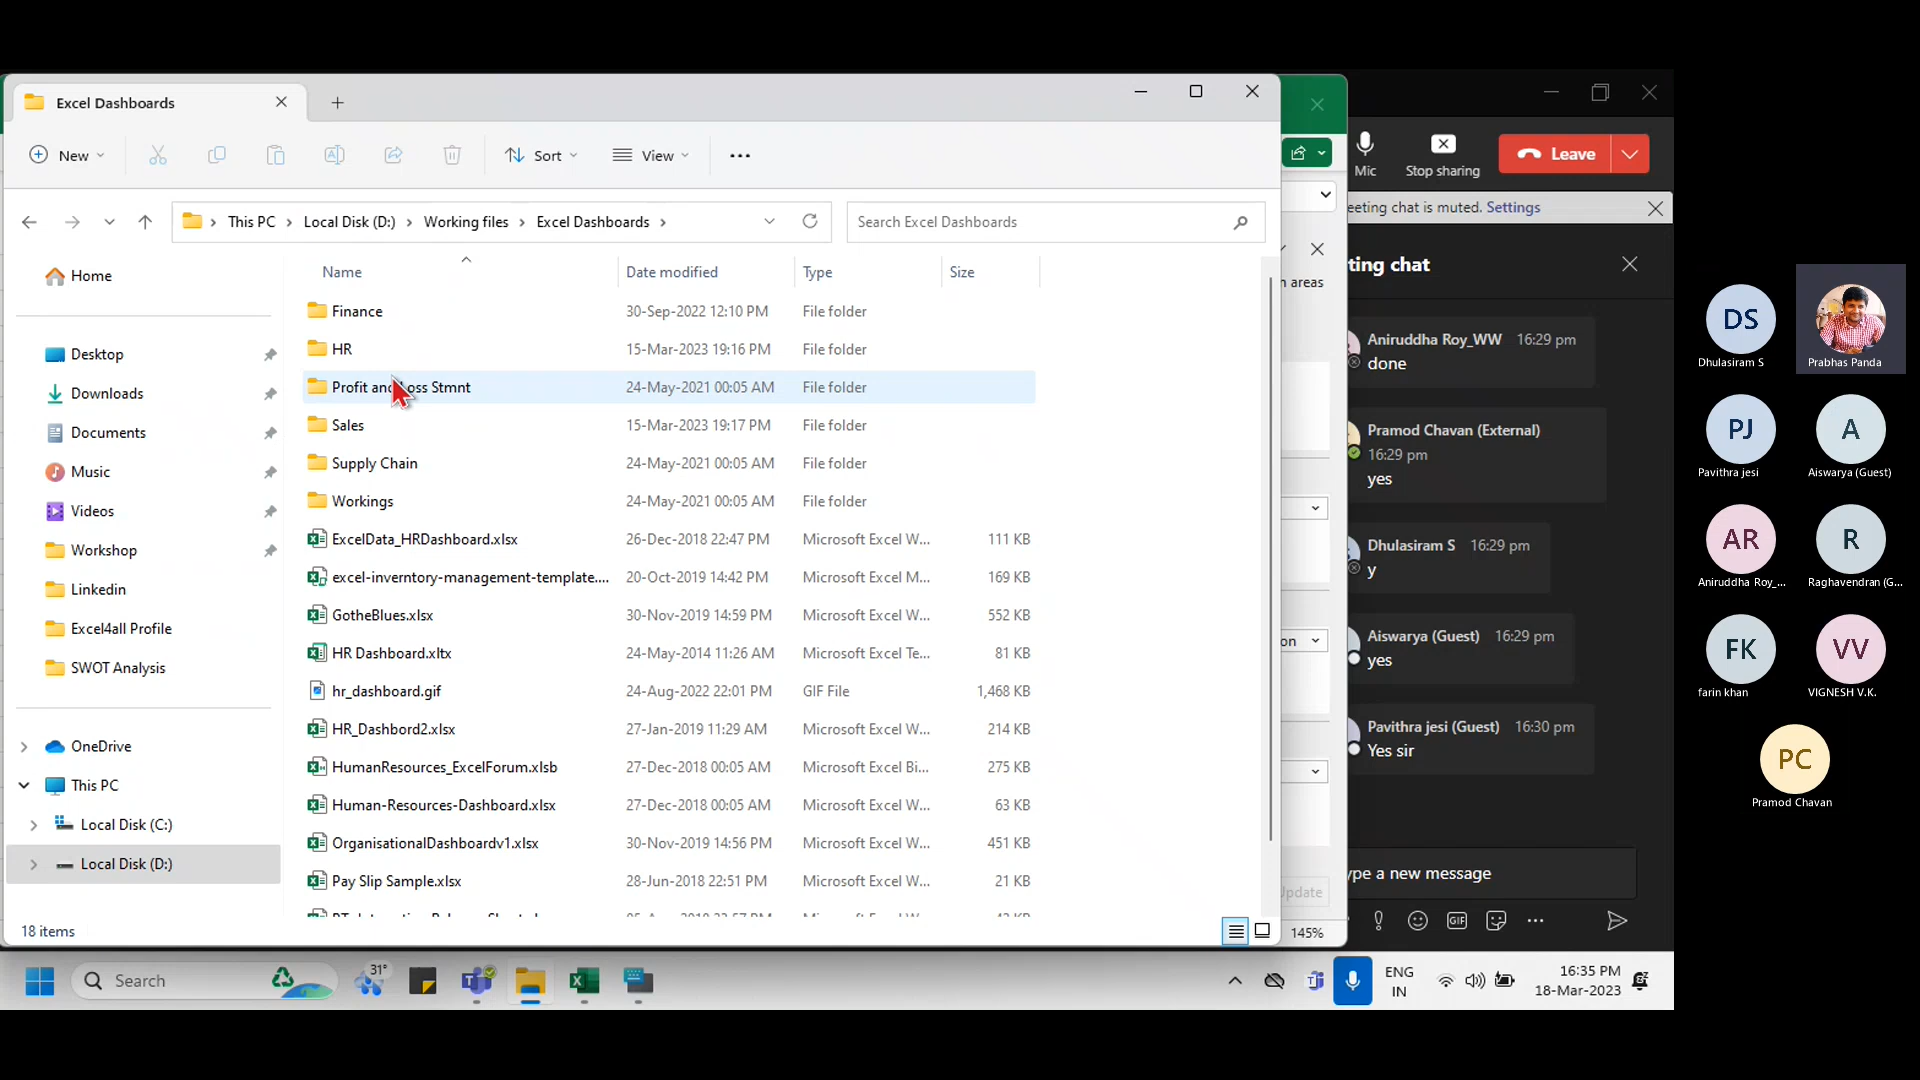 Excel Dashboards
New
Sort
View
This PC
Local Disk (D:)
Working files
Excel Dashboards
Search Excel Dashboards
Name
Date modified
Type
Size
Home
Desktop
Downloads
Documents
Music
Videos
Workshop
Linkedin
Excel4all Profile
SWOT Analysis
OneDrive
This PC
Local Disk (C:)
Local Disk (D:)
Finance 30-Sep-2022 12:10 PM File folder
HR 15-Mar-2023 19:16 PM File folder
Profit and Loss Stmnt 24-May-2021 00:05 AM File folder
Sales 15-Mar-2023 19:17 PM File folder
Supply Chain 24-May-2021 00:05 AM File folder
Workings 24-May-2021 00:05 AM File folder
ExcelData_HRDashboard.xlsx 26-Dec-2018 22:47 PM Microsoft Excel W... 111 KB
excel-inverntory-management-template.... 20-Oct-2019 14:42 PM Microsoft Excel M... 169 KB
GotheBlues.xlsx 30-Nov-2019 14:59 PM Microsoft Excel W... 552 KB
HR Dashboard.xltx 24-May-2014 11:26 AM Microsoft Excel Te... 81 KB
hr_dashboard.gif 24-Aug-2022 22:01 PM GIF File 1,468 KB
HR_Dashbord2.xlsx 27-Jan-2019 11:29 AM Microsoft Excel W... 214 KB
HumanResources_ExcelForum.xlsb 27-Dec-2018 00:05 AM Microsoft Excel Bi... 275 KB
Human-Resources-Dashboard.xlsx 27-Dec-2018 00:05 AM Microsoft Excel W... 63 KB
OrganisationalDashboardv1.xlsx 30-Nov-2019 14:56 PM Microsoft Excel W... 451 KB
Pay Slip Sample.xlsx 28-Jun-2018 22:51 PM Microsoft Excel W... 21 KB
18 items
n areas
on
Update
145%
Mic
Stop sharing
Leave
eeting chat is muted. Settings
ting chat
Aniruddha Roy_WW 16:29 pm
done
Pramod Chavan (External)
16:29 pm
yes
Dhulasiram S 16:29 pm
y
Aiswarya (Guest) 16:29 pm
yes
Pavithra jesi (Guest) 16:30 pm
Yes sir
ype a new message
GIF
DS
Dhulasiram S
Prabhas Panda
PJ
Pavithra jesi
A
Aiswarya (Guest)
AR
Aniruddha Roy_...
R
Raghavendran (G...
FK
farin khan
VV
VIGNESH V.K.
PC
Pramod Chavan
Search
31°
ENG
IN
16:35 PM
18-Mar-2023